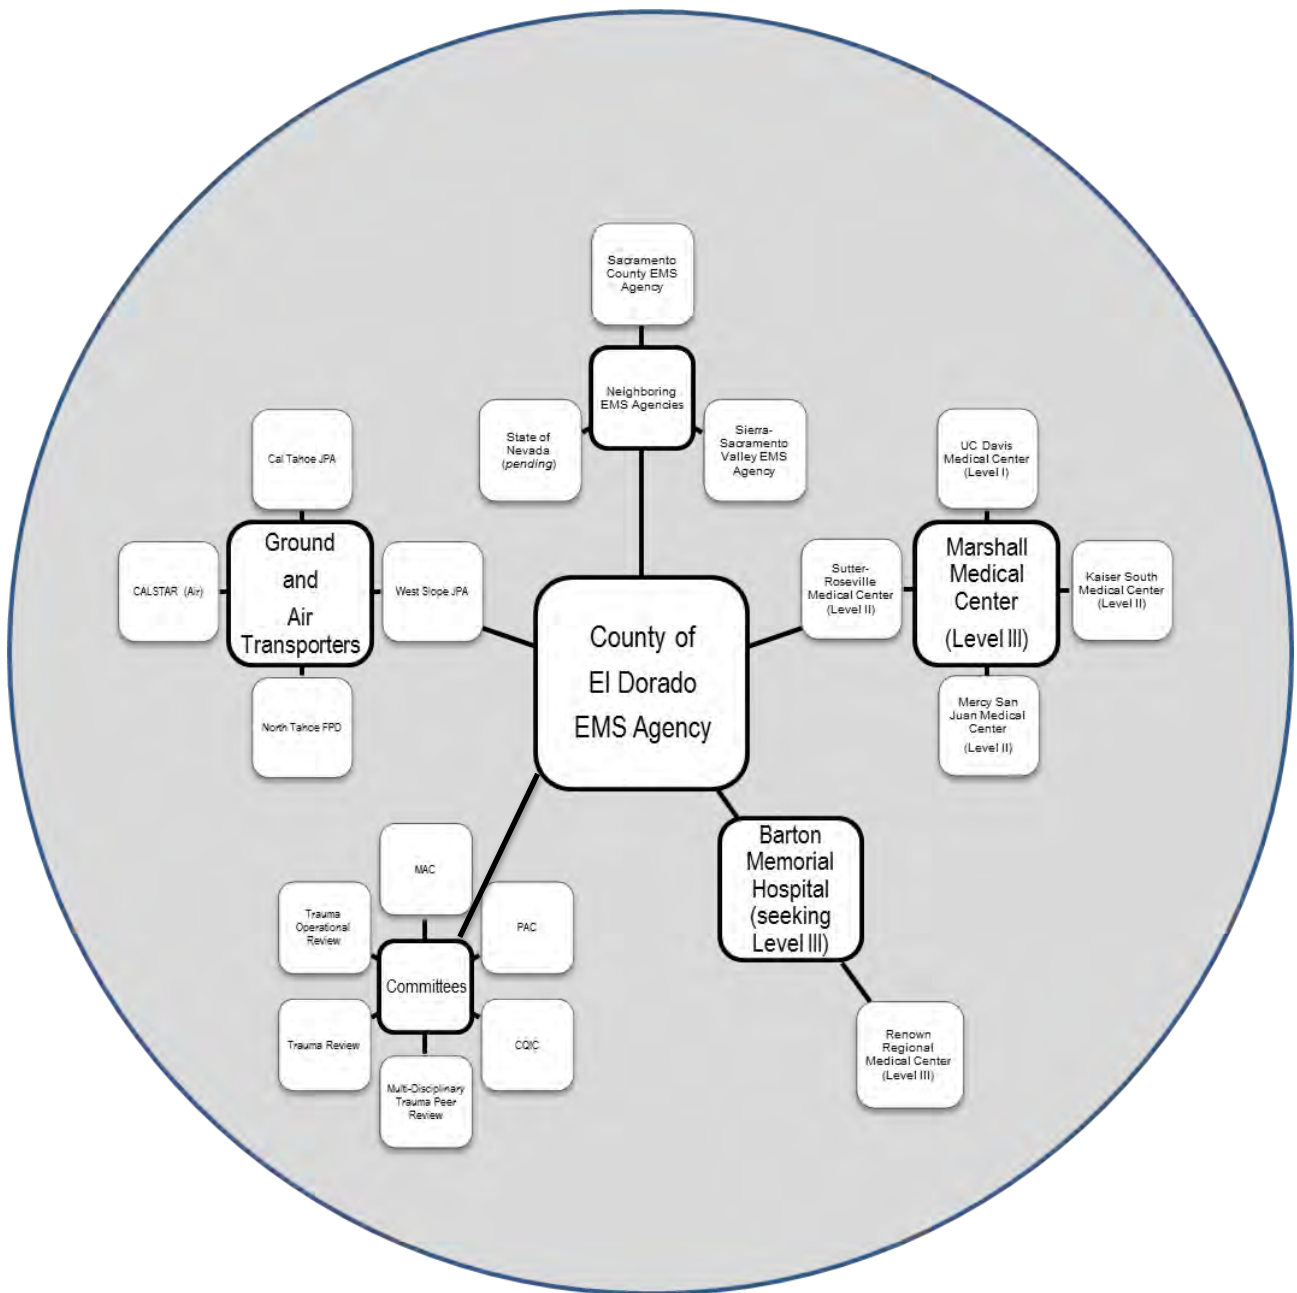 Sacramento
County EMS
Agency
Neighboring
EMS Agencies
State of
Nevada
(pending)
Sierra-
Sacramento
Valley EMS
Agency
Cal Tahoe JPA
Ground
and
Air
Transporters
CALSTAR (Air)
West Slope JPA
North Tahoe FPD
UC Davis
Medical Center
(Level I)
Sutter-
Roseville
Medical Center
(Level II)
Marshall
Medical
Center
(Level III)
Kaiser South
Medical Center
(Level II)
Mercy San
Juan Medical
Center
(Level II)
County of
El Dorado
EMS Agency
Barton
Memorial
Hospital
(seeking
Level III)
Renown
Regional
Medical Center
(Level III)
MAC
Trauma
Operational
Review
PAC
Committees
Trauma Review
CQIC
Multi-Disciplinary
Trauma Peer
Review